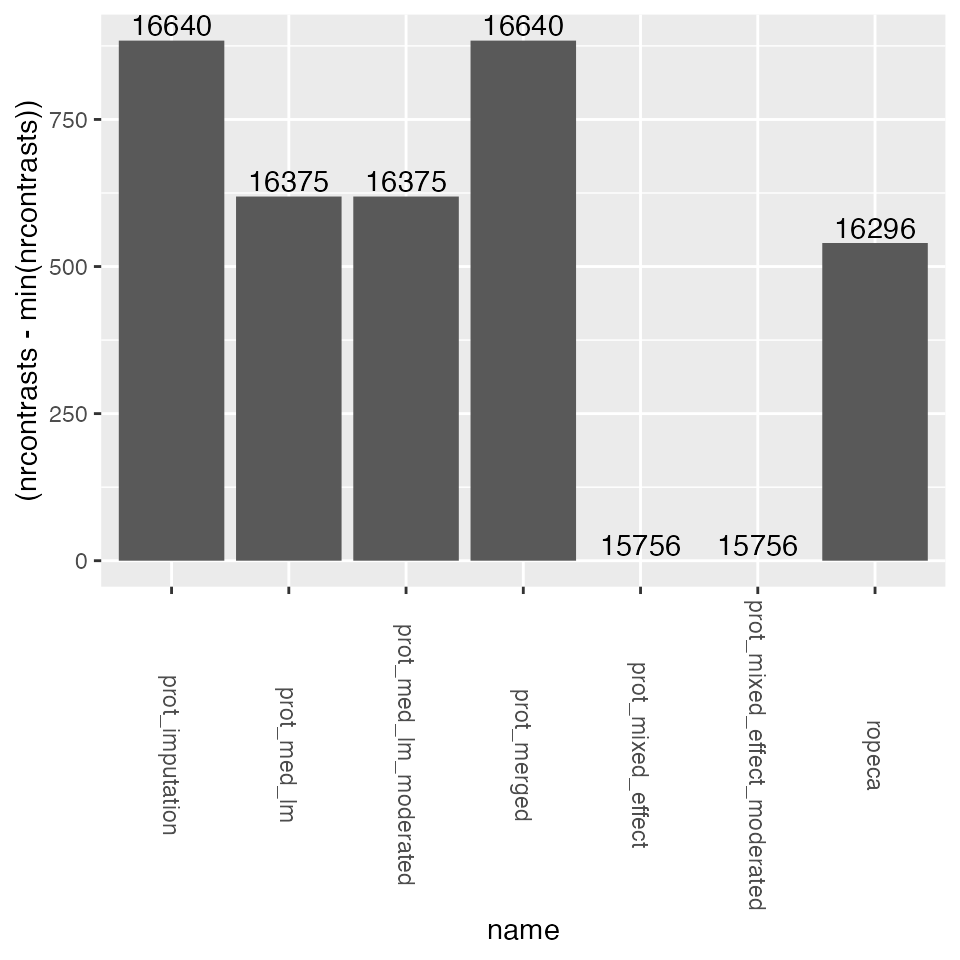 16640
16640
16375
16375
16296
15756
15756
(nrcontrasts - min(nrcontrasts))
750
500
250
0
prot_imputation
prot_med_lm
prot_med_lm_moderated
prot_merged
prot_mixed_effect
prot_mixed_effect_moderated
ropeca
name